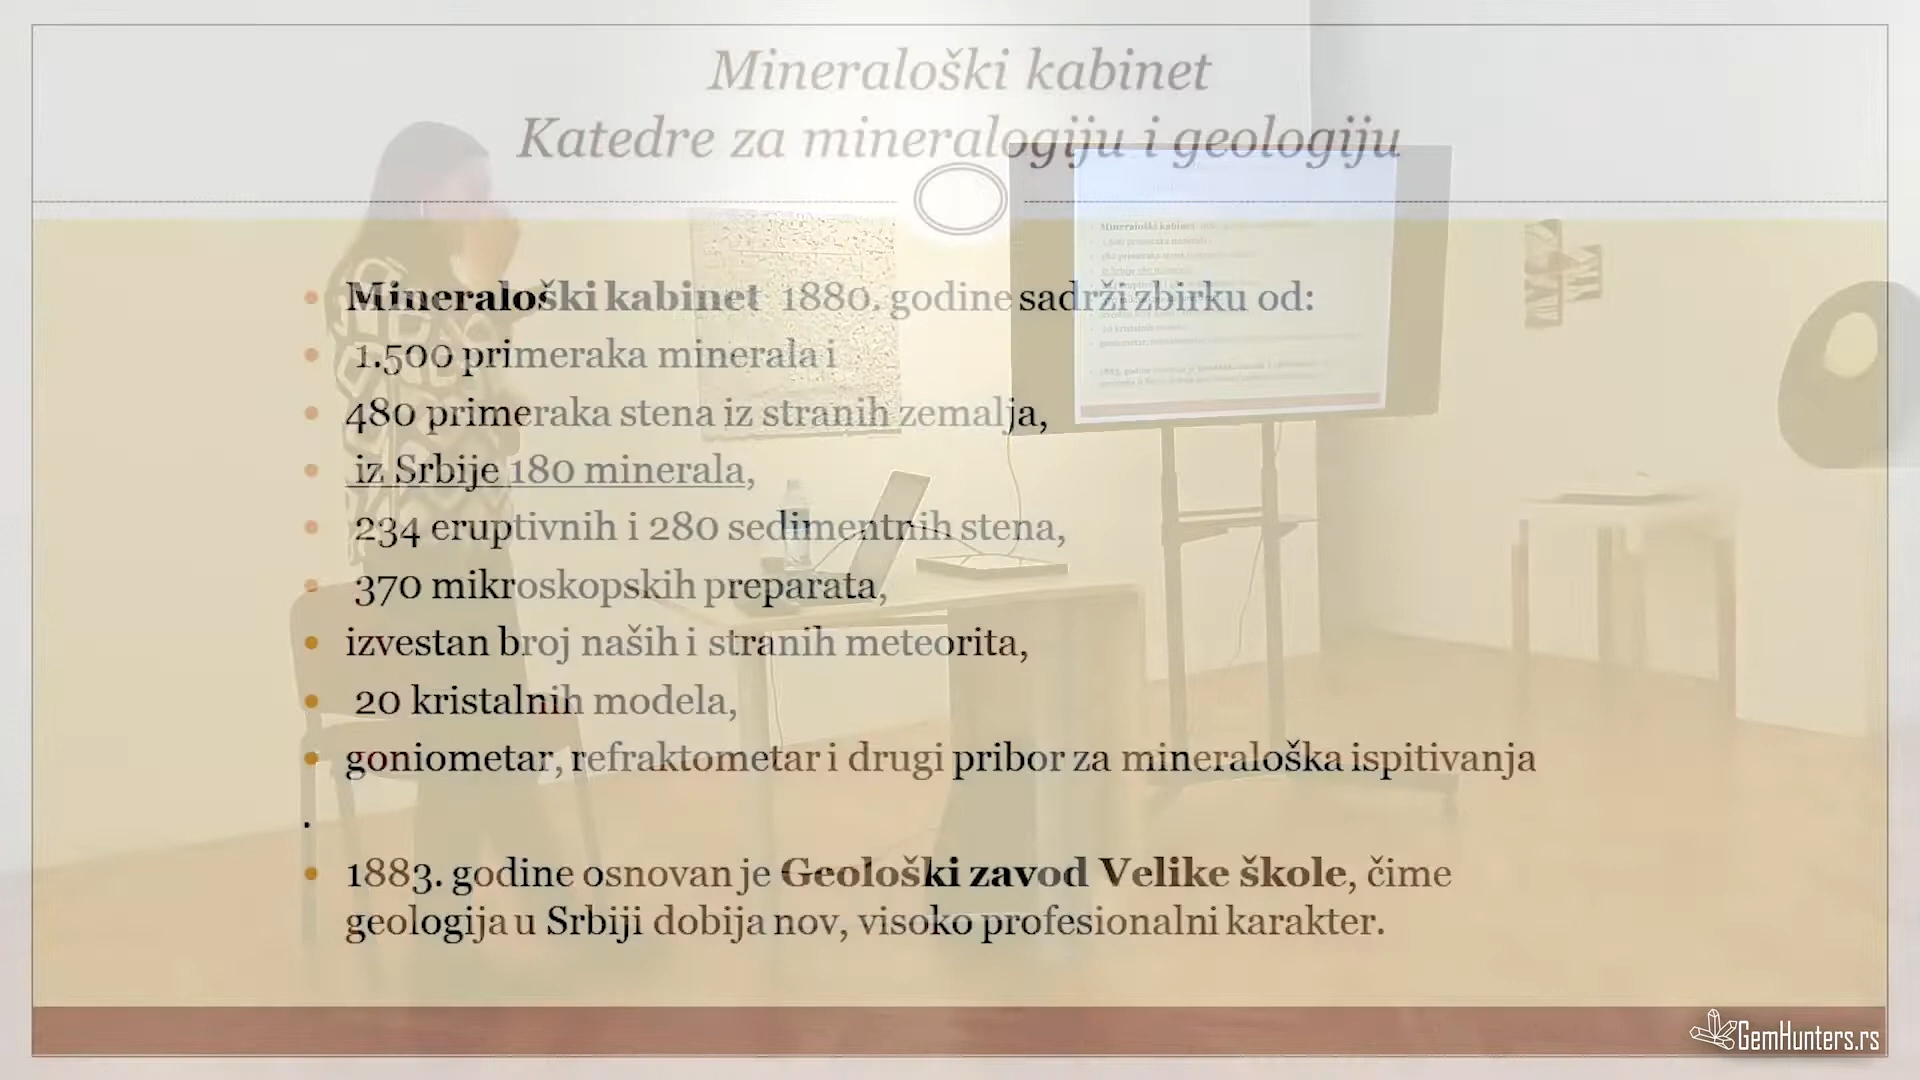 Mineraloški kabinet
Katedre za mineralogiju i geologiju
Mineraloški kabinet 1880. godine sadrži zbirku od:
1.500 primeraka minerala i
480 primeraka stena iz stranih zemalja,
iz Srbije 180 minerala,
234 eruptivnih i 280 sedimentnih stena,
370 mikroskopskih preparata,
izvestan broj naših i stranih meteorita,
20 kristalnih modela,
goniometar, refraktometar i drugi pribor za mineraloška ispitivanja
.
1883. godine osnovan je Geološki zavod Velike škole, čime
geologija u Srbiji dobija nov, visoko profesionalni karakter.
GemHunters.rs